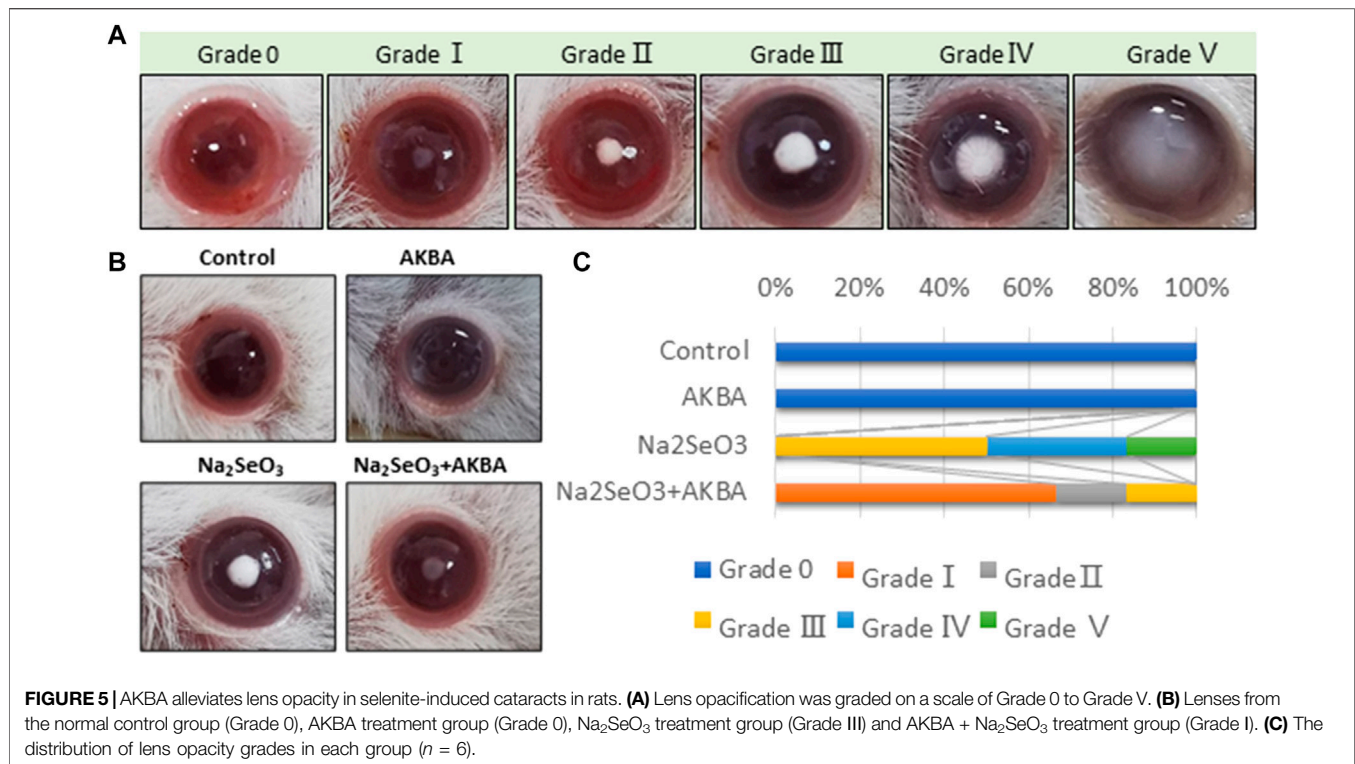 A
Grade 0 Grade Ⅰ Grade Ⅱ Grade Ⅲ Grade Ⅳ Grade Ⅴ
B
Control AKBA
Na₂SeO₃ Na₂SeO₃+AKBA
C
0% 20% 40% 60% 80% 100%
Control
AKBA
Na2SeO3
Na2SeO3+AKBA
Grade 0 Grade Ⅰ Grade Ⅱ
Grade Ⅲ Grade Ⅳ Grade Ⅴ
FIGURE 5 | AKBA alleviates lens opacity in selenite-induced cataracts in rats. (A) Lens opacification was graded on a scale of Grade 0 to Grade V. (B) Lenses from
the normal control group (Grade 0), AKBA treatment group (Grade 0), Na₂SeO₃ treatment group (Grade III) and AKBA + Na₂SeO₃ treatment group (Grade I). (C) The
distribution of lens opacity grades in each group (n = 6).